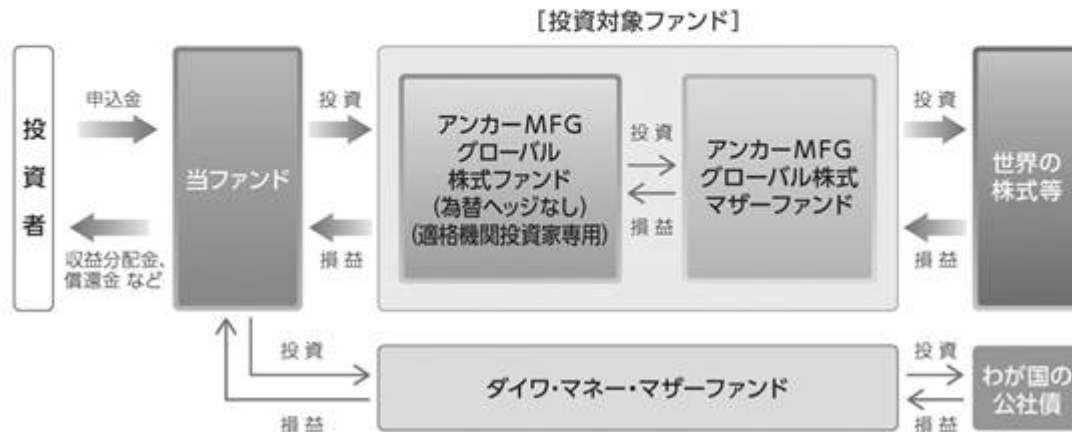 [投資対象ファンド]
投資者
申込金
収益分配金、
償還金 など
当ファンド
投資
損益
アンカーMFG
グローバル
株式ファンド
(為替ヘッジなし)
(適格機関投資家専用)
投資
損益
アンカーMFG
グローバル株式
マザーファンド
投資
損益
世界の
株式等
投資
損益
ダイワ・マネー・マザーファンド
投資
損益
わが国の
公社債